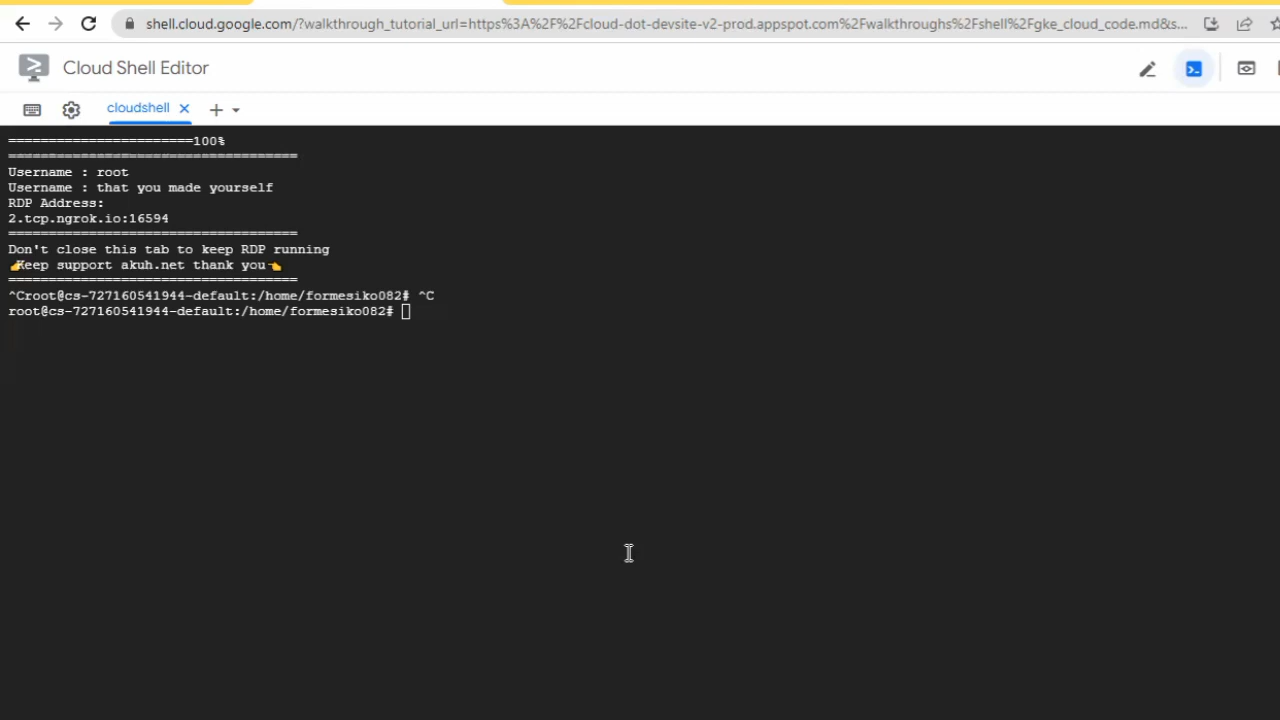 shell.cloud.google.com/?walkthrough_tutorial_url=https%3A%2F%2Fcloud-dot-devsite-v2-prod.appspot.com%2Fwalkthroughs%2Fshell%2Fgke_cloud_code.md&s...
Cloud Shell Editor
cloudshell
=======================100%
====================================
Username : root
Username : that you made yourself
RDP Address:
2.tcp.ngrok.io:16594
====================================
Don't close this tab to keep RDP running
👉Keep support akuh.net thank you👈
====================================
^Croot@cs-727160541944-default:/home/formesiko082# ^C
root@cs-727160541944-default:/home/formesiko082#